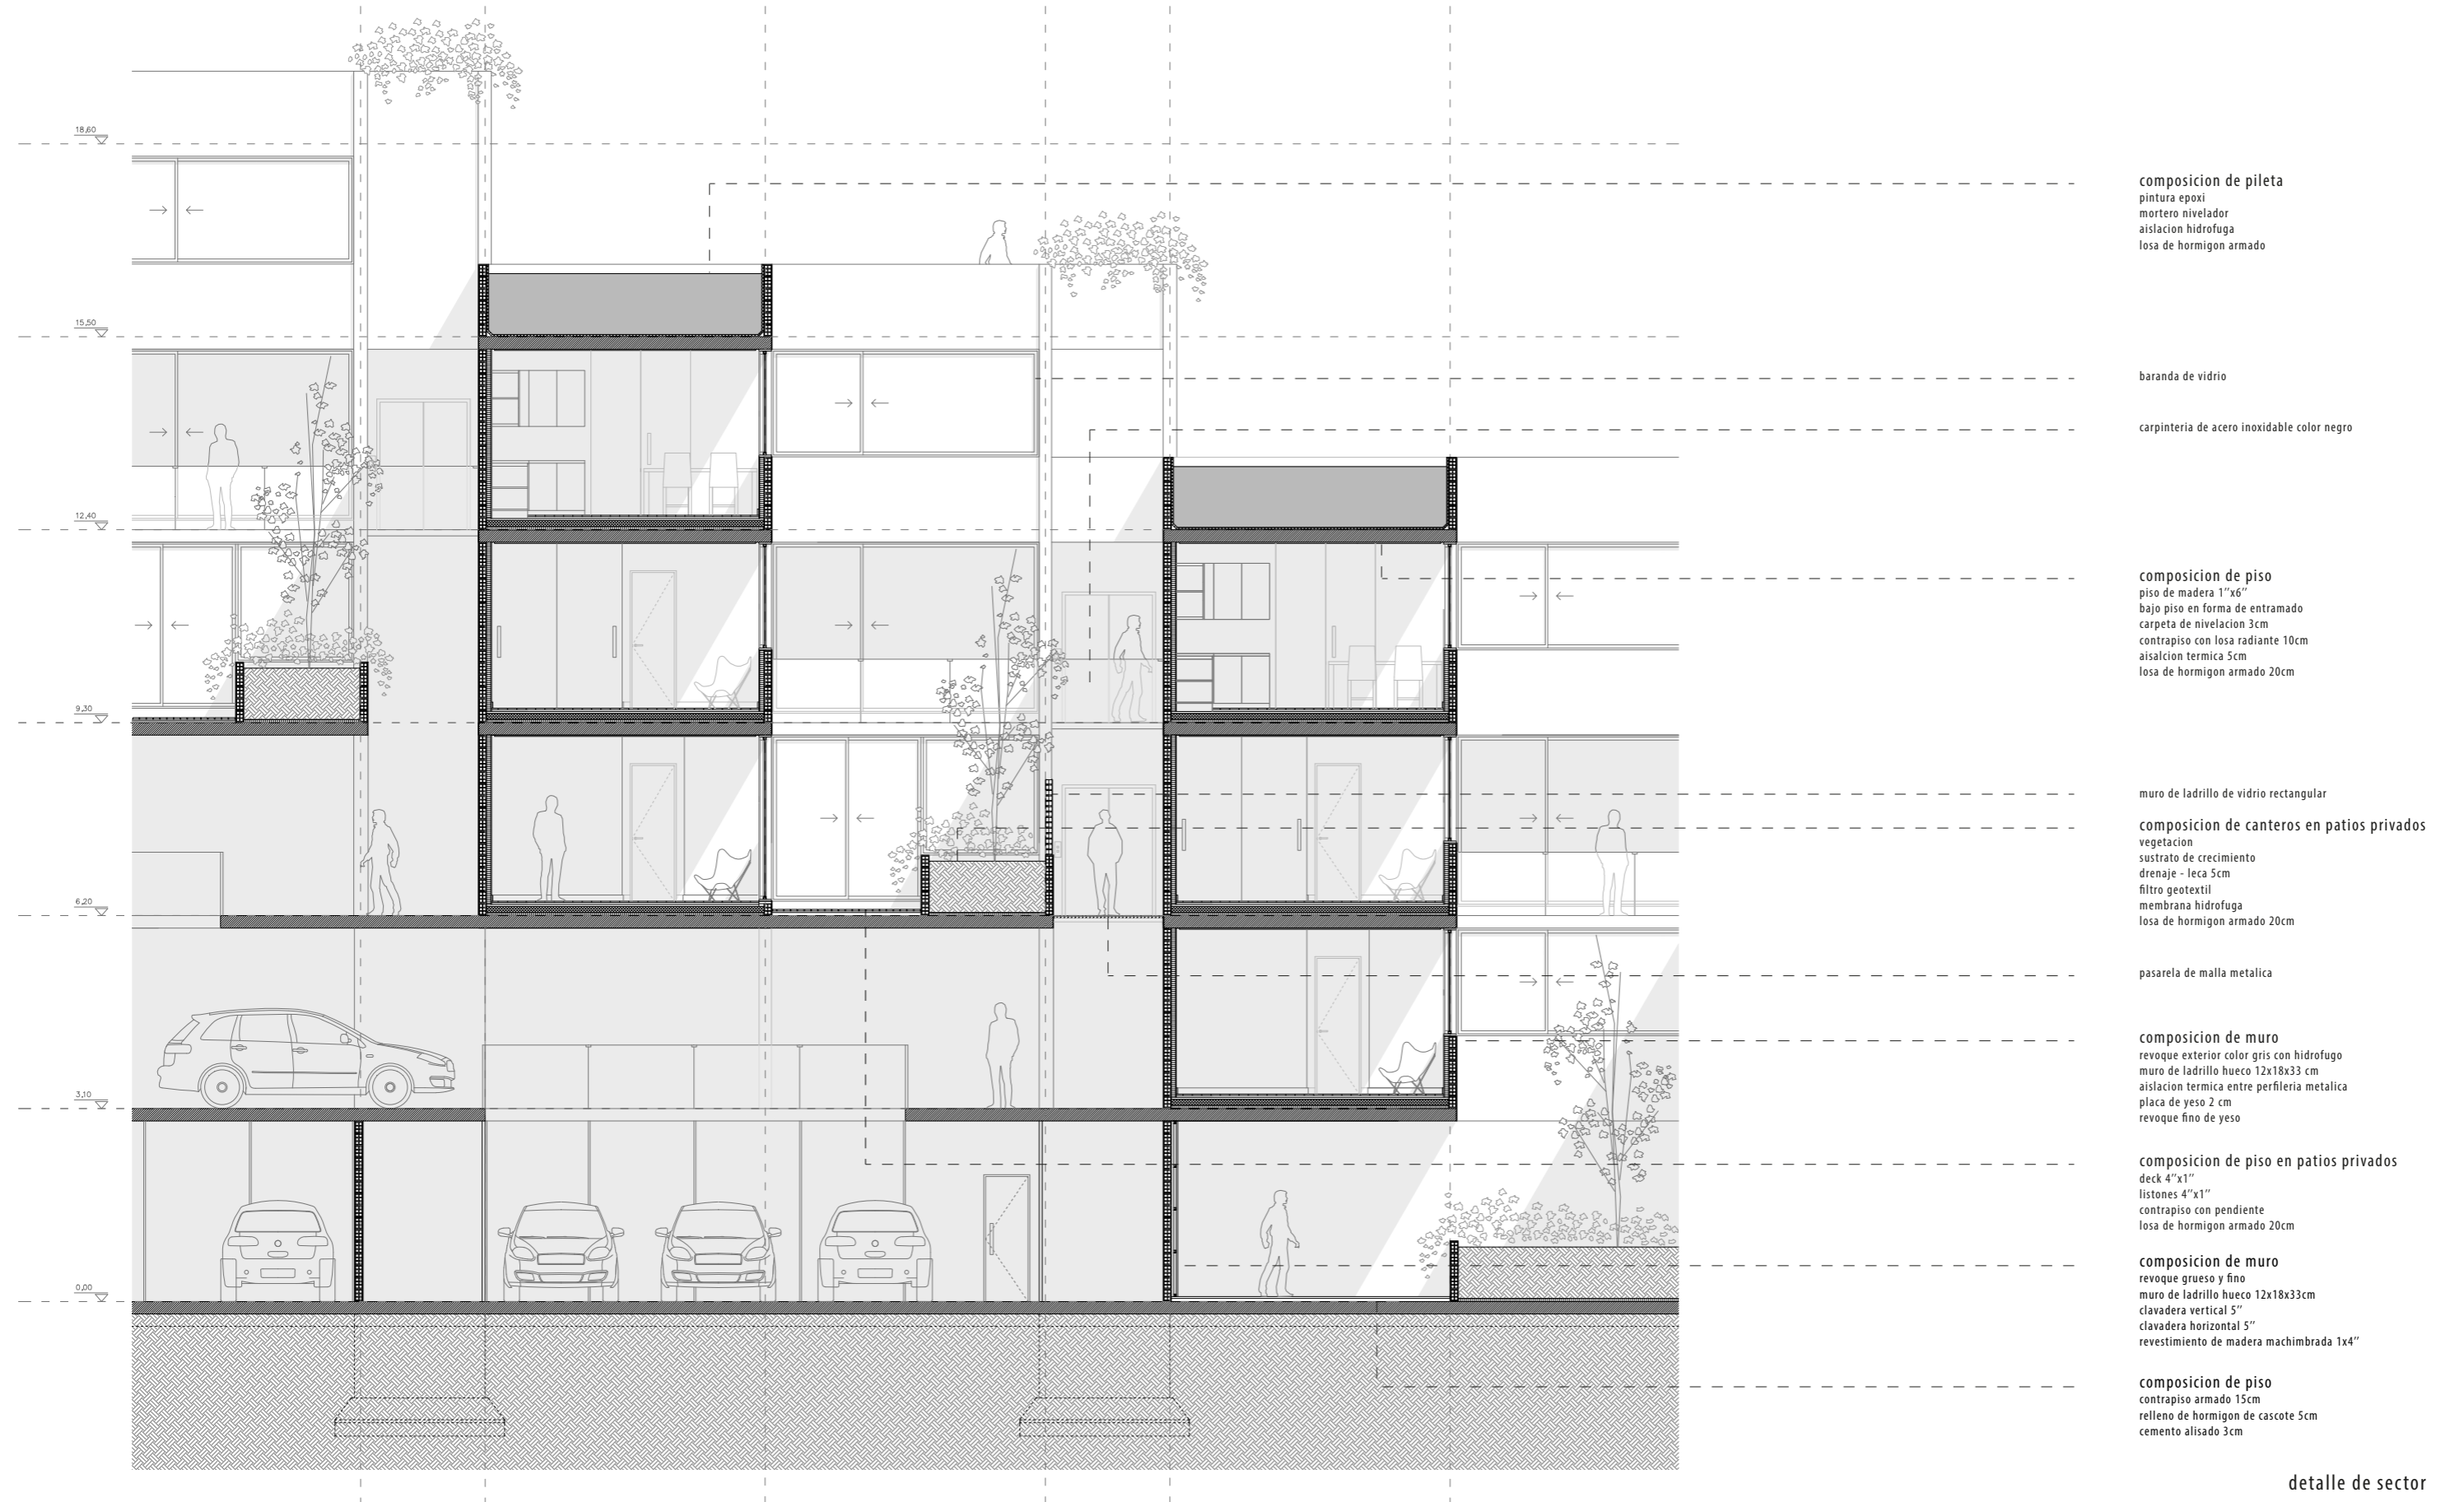 18,60
15,50
12,40
9,30
6,20
3,10
0,00
composicion de pileta
pintura epoxi
mortero nivelador
aislacion hidrofuga
losa de hormigon armado
baranda de vidrio
carpinteria de acero inoxidable color negro
composicion de piso
piso de madera 1''x6''
bajo piso en forma de entramado
carpeta de nivelacion 3cm
contrapiso con losa radiante 10cm
aisalcion termica 5cm
losa de hormigon armado 20cm
muro de ladrillo de vidrio rectangular
composicion de canteros en patios privados
vegetacion
sustrato de crecimiento
drenaje - leca 5cm
filtro geotextil
membrana hidrofuga
losa de hormigon armado 20cm
pasarela de malla metalica
composicion de muro
revoque exterior color gris con hidrofugo
muro de ladrillo hueco 12x18x33 cm
aislacion termica entre perfileria metalica
placa de yeso 2 cm
revoque fino de yeso
composicion de piso en patios privados
deck 4''x1''
listones 4''x1''
contrapiso con pendiente
losa de hormigon armado 20cm
composicion de muro
revoque grueso y fino
muro de ladrillo hueco 12x18x33cm
clavadera vertical 5''
clavadera horizontal 5''
revestimiento de madera machimbrada 1x4''
composicion de piso
contrapiso armado 15cm
relleno de hormigon de cascote 5cm
cemento alisado 3cm
detalle de sector